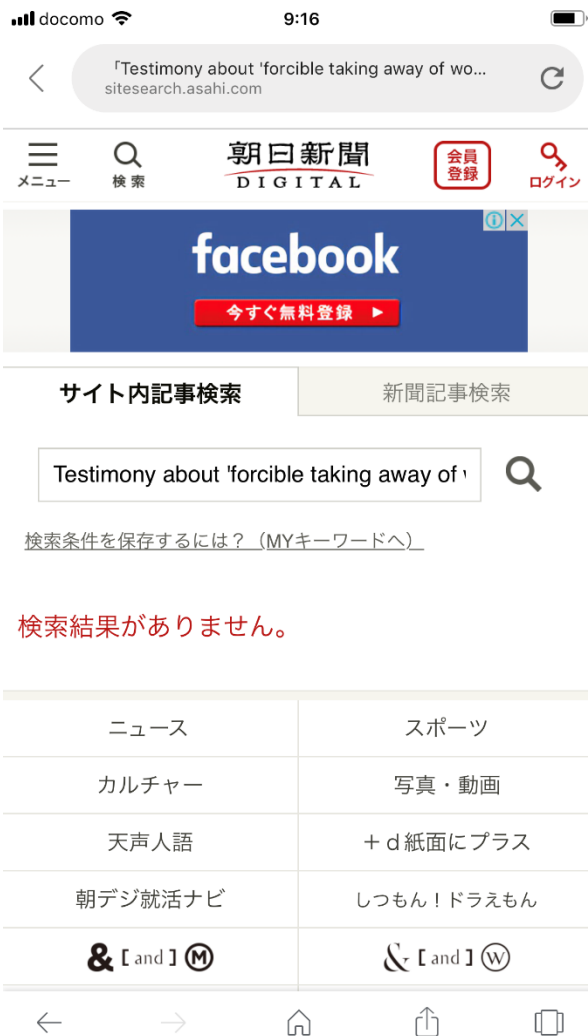 docomo
9:16
「Testimony about 'forcible taking away of wo...
sitesearch.asahi.com
メニュー
検索
朝日新聞
DIGITAL
会員
登録
ログイン
facebook
今すぐ無料登録
サイト内記事検索
新聞記事検索
Testimony about 'forcible taking away of
検索条件を保存するには？（MYキーワードへ）
検索結果がありません。
ニュース
スポーツ
カルチャー
写真・動画
天声人語
＋ｄ紙面にプラス
朝デジ就活ナビ
しつもん！ドラえもん
& [ and ] M
& [ and ] W